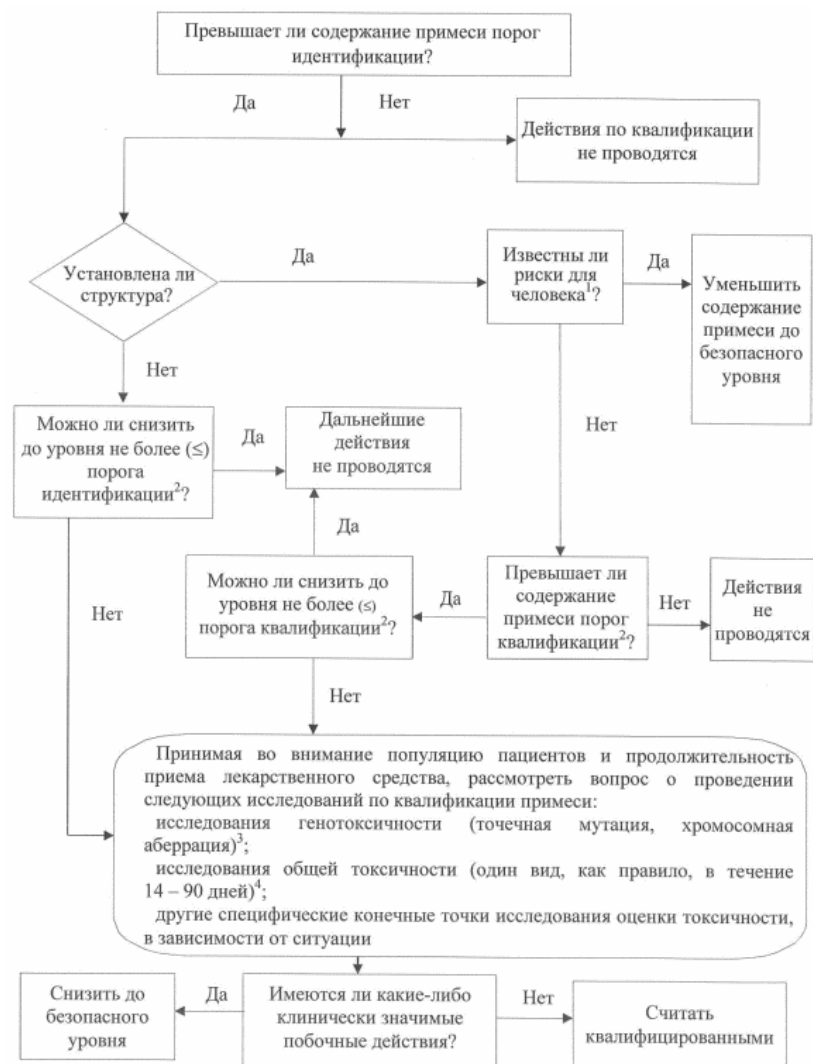 Превышает ли содержание примеси порог
идентификации?
Да
Нет
Действия по квалификации
не проводятся
Установлена ли
структура?
Да
Известны ли
риски для
человека¹?
Да
Уменьшить
содержание
примеси до
безопасного
уровня
Нет
Можно ли снизить
до уровня не более (≤)
порога
идентификации²?
Да
Дальнейшие
действия
не проводятся
Нет
Да
Нет
Можно ли снизить до
уровня не более (≤)
порога квалификации²?
Да
Превышает ли
содержание
примеси порог
квалификации²?
Нет
Действия
не
проводятся
Нет
Принимая во внимание популяцию пациентов и продолжительность
приема лекарственного средства, рассмотреть вопрос о проведении
следующих исследований по квалификации примеси:
исследования генотоксичности (точечная мутация, хромосомная
аберрация)³;
исследования общей токсичности (один вид, как правило, в течение
14 – 90 дней)⁴;
другие специфические конечные точки исследования оценки токсичности,
в зависимости от ситуации
Снизить до
безопасного
уровня
Да
Имеются ли какие-либо
клинически значимые
побочные действия?
Нет
Считать
квалифицированными